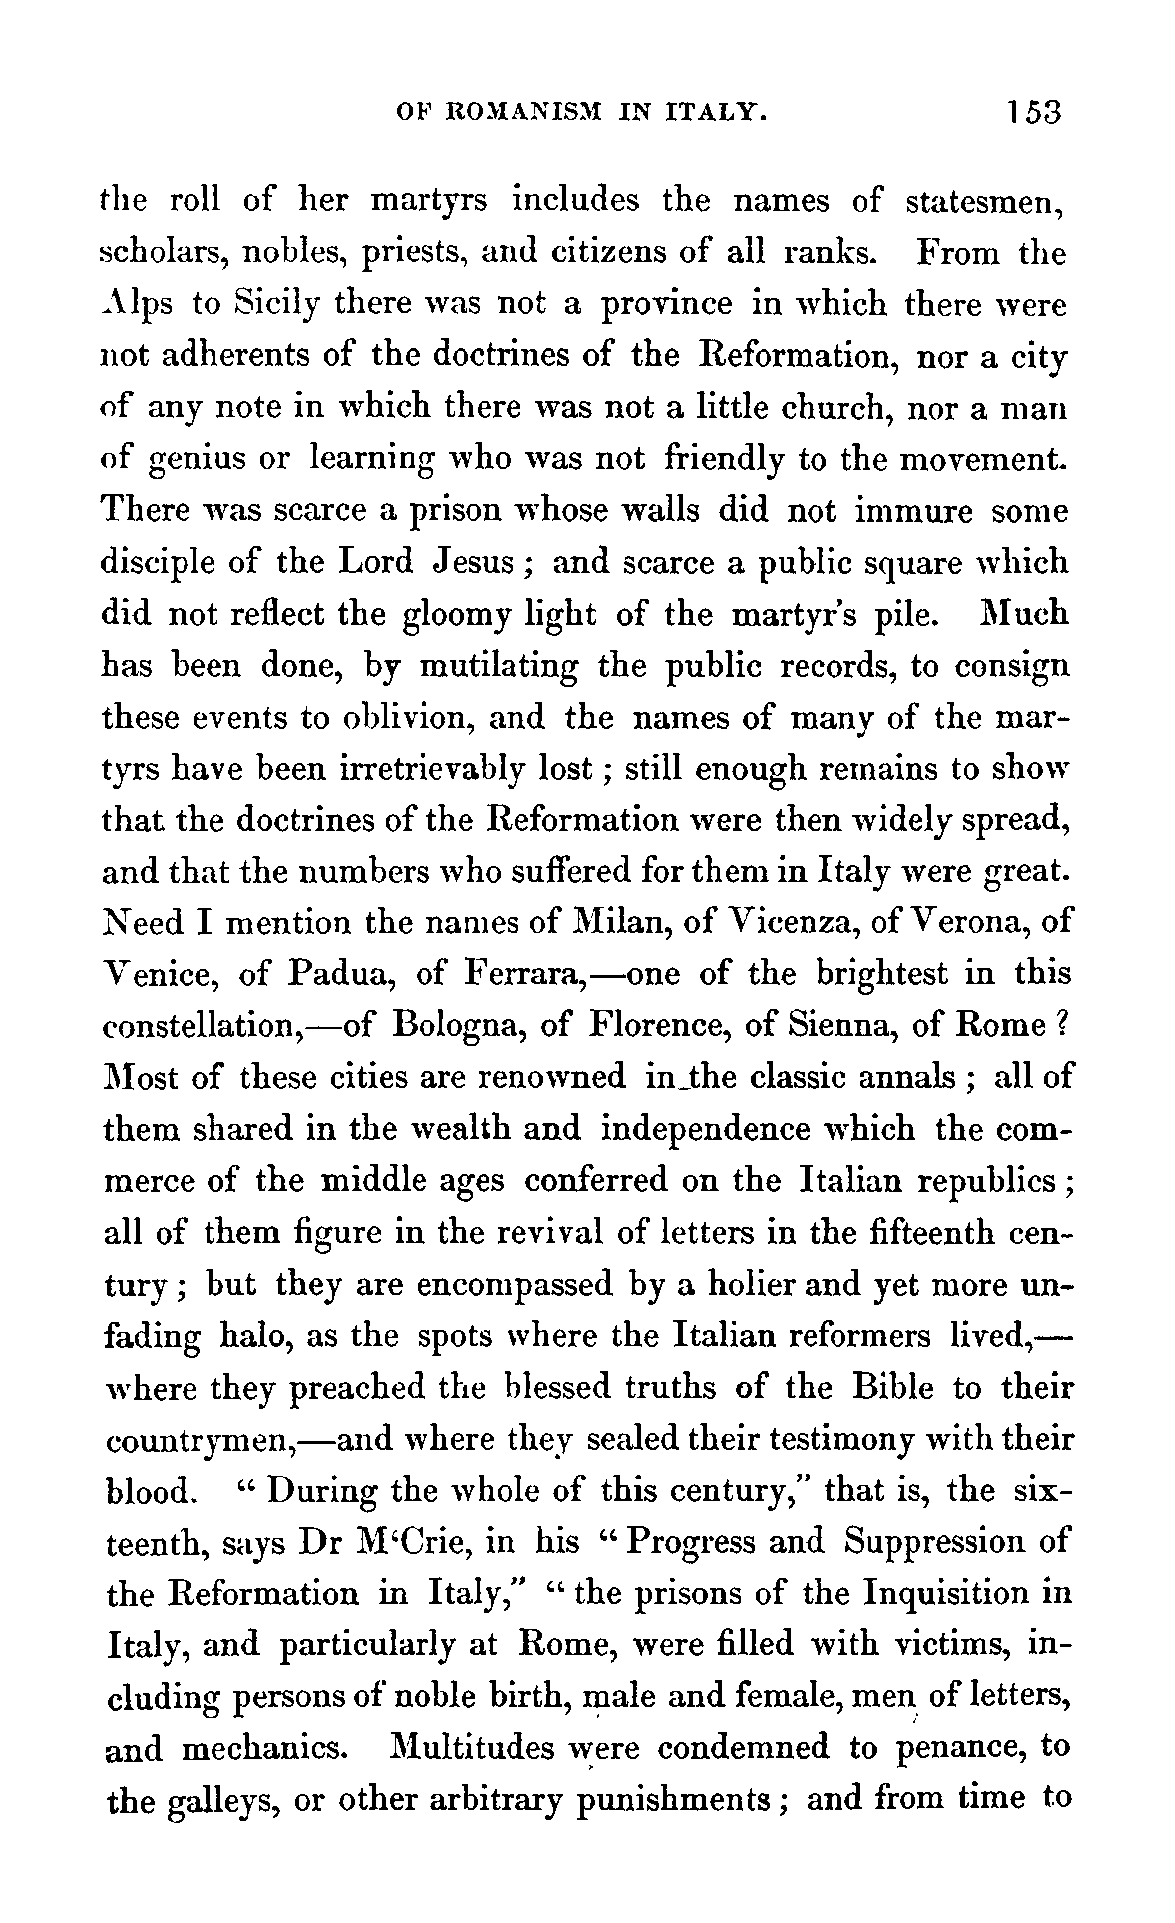 OF ROMANISM IN ITALY. 153
the roll of her martyrs includes the names of statesmen,
scholars, nobles, priests, and citizens of all ranks. From the
Alps to Sicily there was not a province in which there were
not adherents of the doctrines of the Reformation, nor a city
of any note in which there was not a little church, nor a man
of genius or learning who was not friendly to the movement.
There was scarce a prison whose walls did not immure some
disciple of the Lord Jesus ; and scarce a public square which
did not reflect the gloomy light of the martyr's pile. Much
has been done, by mutilating the public records, to consign
these events to oblivion, and the names of many of the mar-
tyrs have been irretrievably lost ; still enough remains to show
that the doctrines of the Reformation were then widely spread,
and that the numbers who suffered for them in Italy were great.
Need I mention the names of Milan, of Vicenza, of Verona, of
Venice, of Padua, of Ferrara,—one of the brightest in this
constellation,—of Bologna, of Florence, of Sienna, of Rome ?
Most of these cities are renowned in the classic annals ; all of
them shared in the wealth and independence which the com-
merce of the middle ages conferred on the Italian republics ;
all of them figure in the revival of letters in the fifteenth cen-
tury ; but they are encompassed by a holier and yet more un-
fading halo, as the spots where the Italian reformers lived,—
where they preached the blessed truths of the Bible to their
countrymen,—and where they sealed their testimony with their
blood. “ During the whole of this century,” that is, the six-
teenth, says Dr M‘Crie, in his “ Progress and Suppression of
the Reformation in Italy,” “ the prisons of the Inquisition in
Italy, and particularly at Rome, were filled with victims, in-
cluding persons of noble birth, male and female, men of letters,
and mechanics. Multitudes were condemned to penance, to
the galleys, or other arbitrary punishments ; and from time to